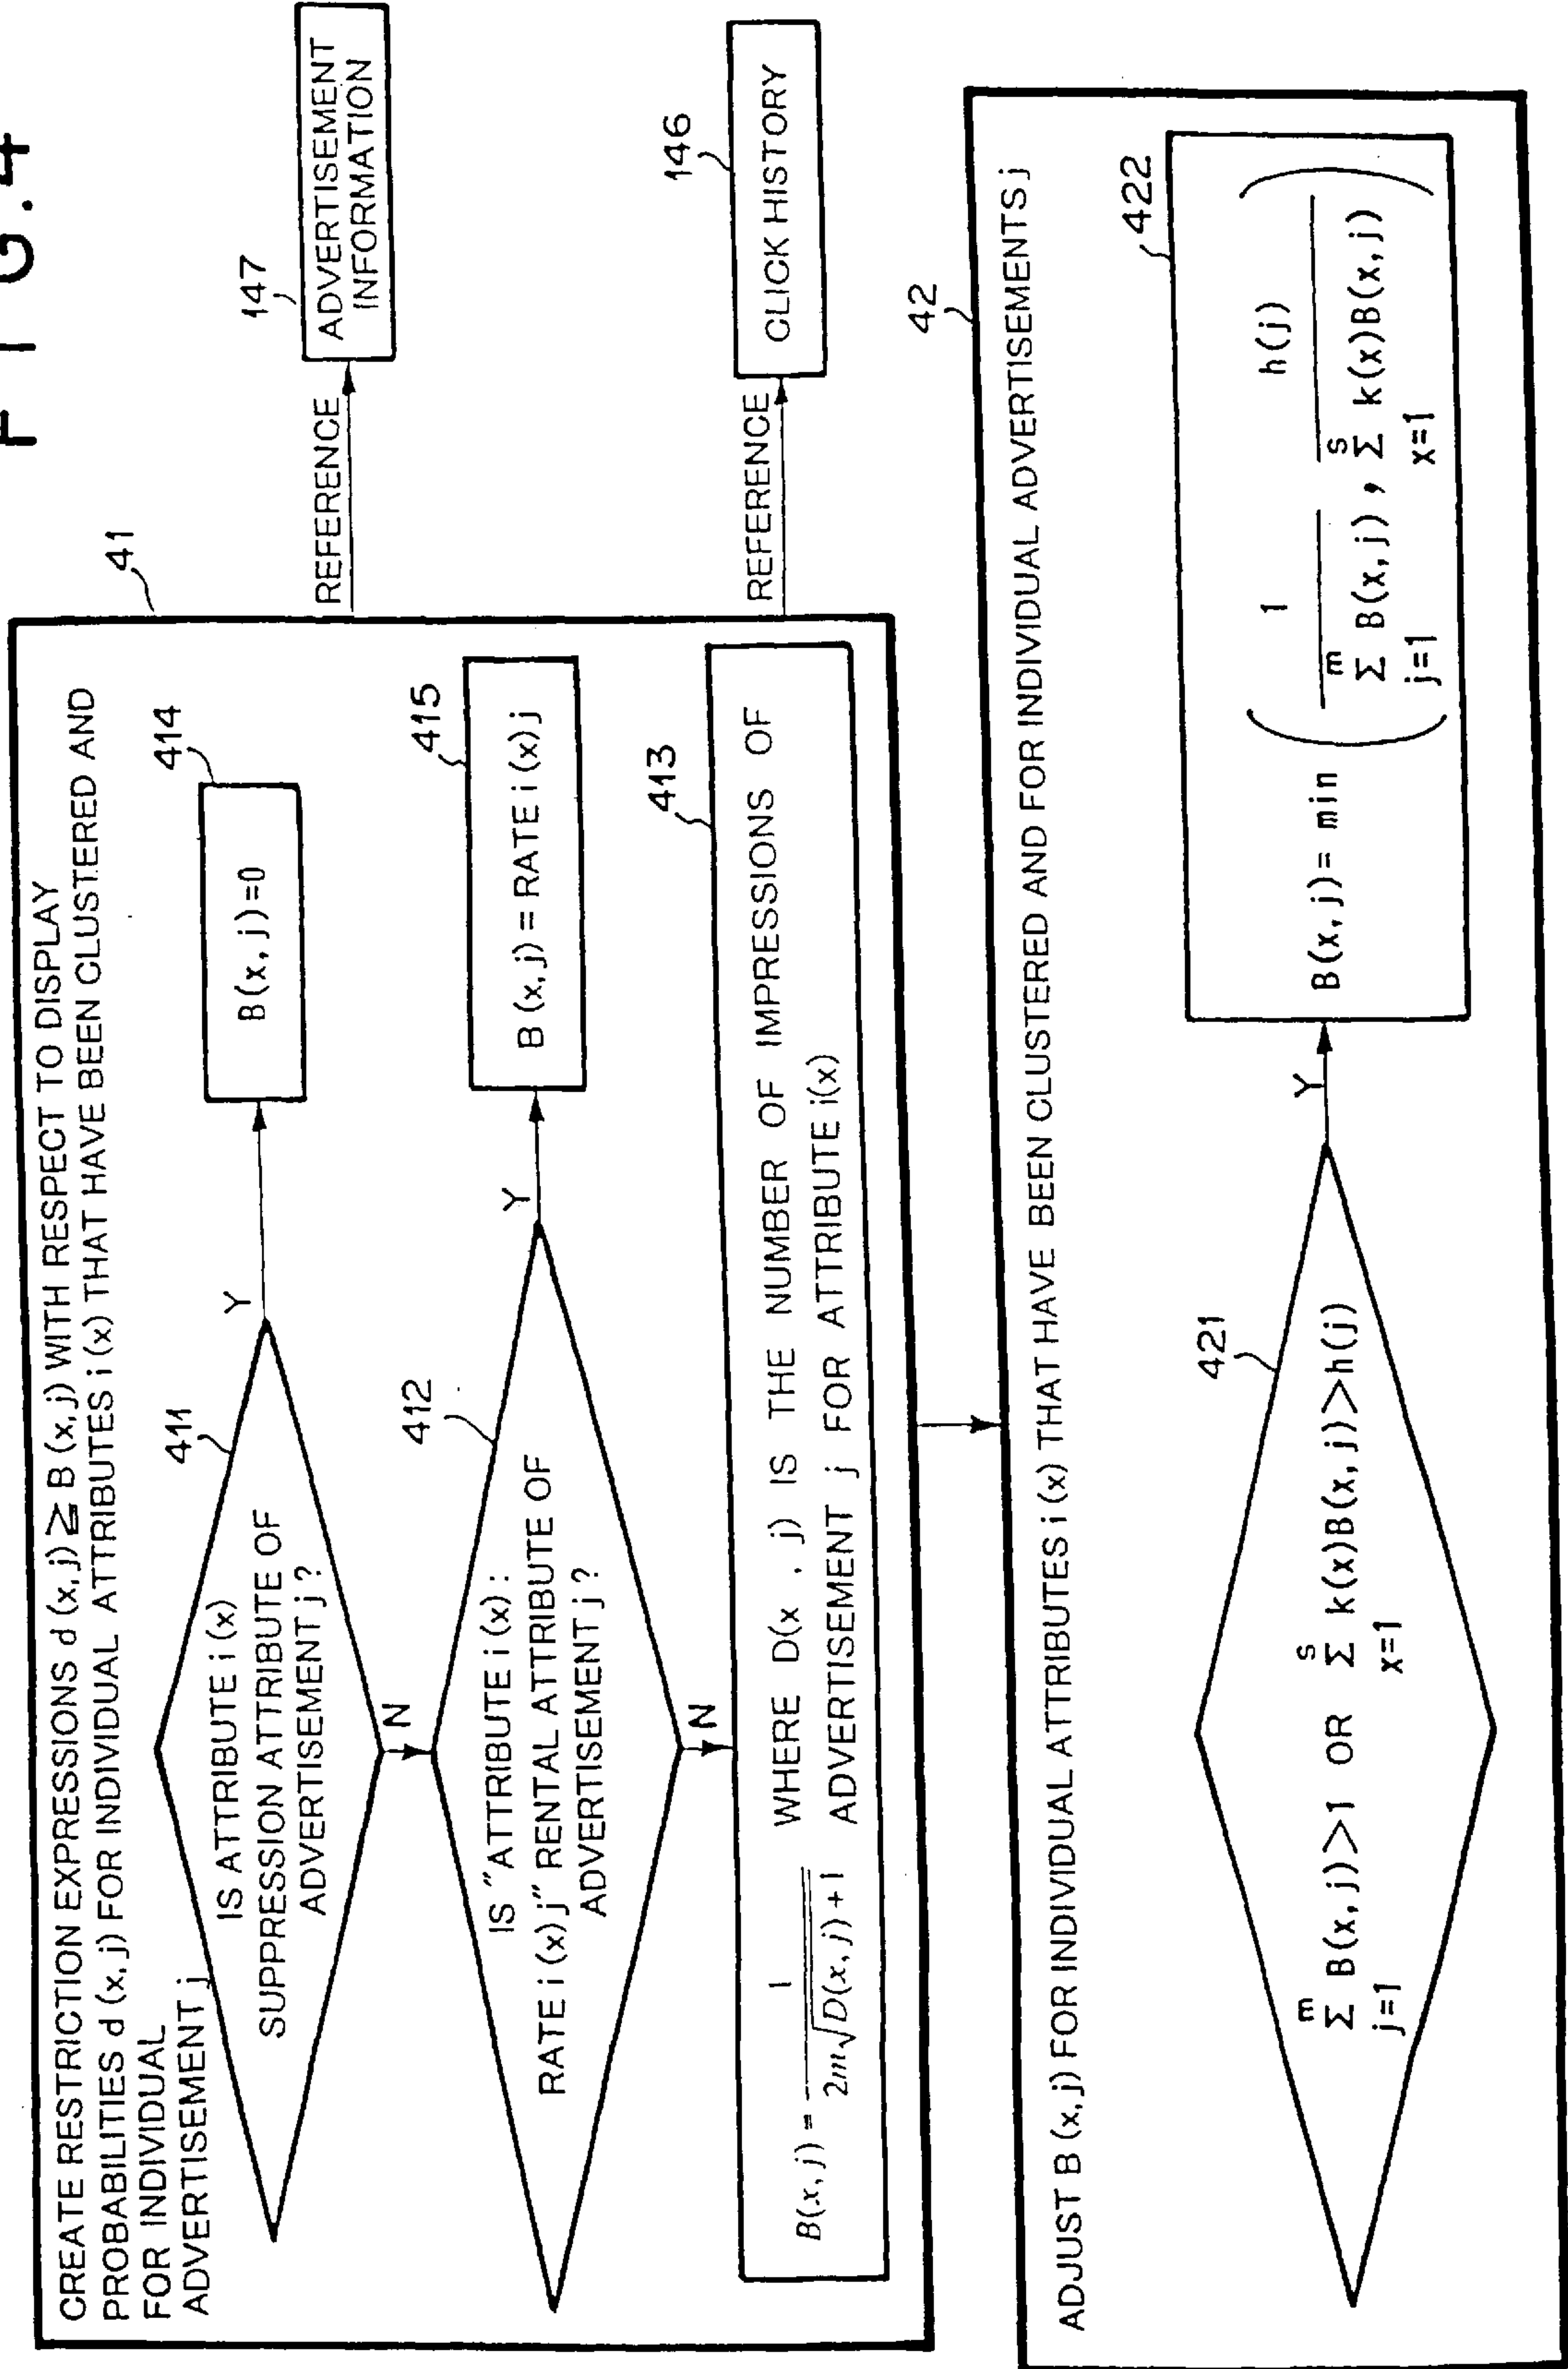 FIG.4
CREATE RESTRICTION EXPRESSIONS d (x, j) ≧ B (x, j) WITH RESPECT TO DISPLAY
PROBABILITIES d (x, j) FOR INDIVIDUAL ATTRIBUTES i (x) THAT HAVE BEEN CLUSTERED AND
FOR INDIVIDUAL
ADVERTISEMENT j
41
411
IS ATTRIBUTE i (x)
SUPPRESSION ATTRIBUTE OF
ADVERTISEMENT j ?
Y
414
B(x, j)=0
N
412
IS "ATTRIBUTE i (x) :
RATE i (x) j" RENTAL ATTRIBUTE OF
ADVERTISEMENT j ?
Y
415
B (x, j) = RATE i (x) j
N
413
B(x, j) = 1 / 2m√D(x, j)+1 WHERE D(x , j) IS THE NUMBER OF IMPRESSIONS OF
ADVERTISEMENT j FOR ATTRIBUTE i(x)
REFERENCE
147
ADVERTISEMENT
INFORMATION
REFERENCE
146
CLICK HISTORY
42
ADJUST B (x, j) FOR INDIVIDUAL ATTRIBUTES i (x) THAT HAVE BEEN CLUSTERED AND FOR INDIVIDUAL ADVERTISEMENTS j
421
m s
Σ B(x, j)>1 OR Σ k(x)B(x, j)>h(j)
j=1 x=1
Y
422
1 h(j)
B(x, j)= min ( m s )
Σ B(x, j) , Σ k(x)B(x, j)
j=1 x=1